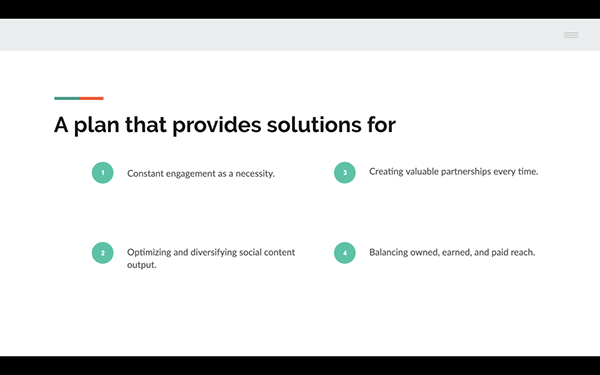 A plan that provides solutions for
1
Constant engagement as a necessity.
2
Optimizing and diversifying social content
output.
3
Creating valuable partnerships every time.
4
Balancing owned, earned, and paid reach.